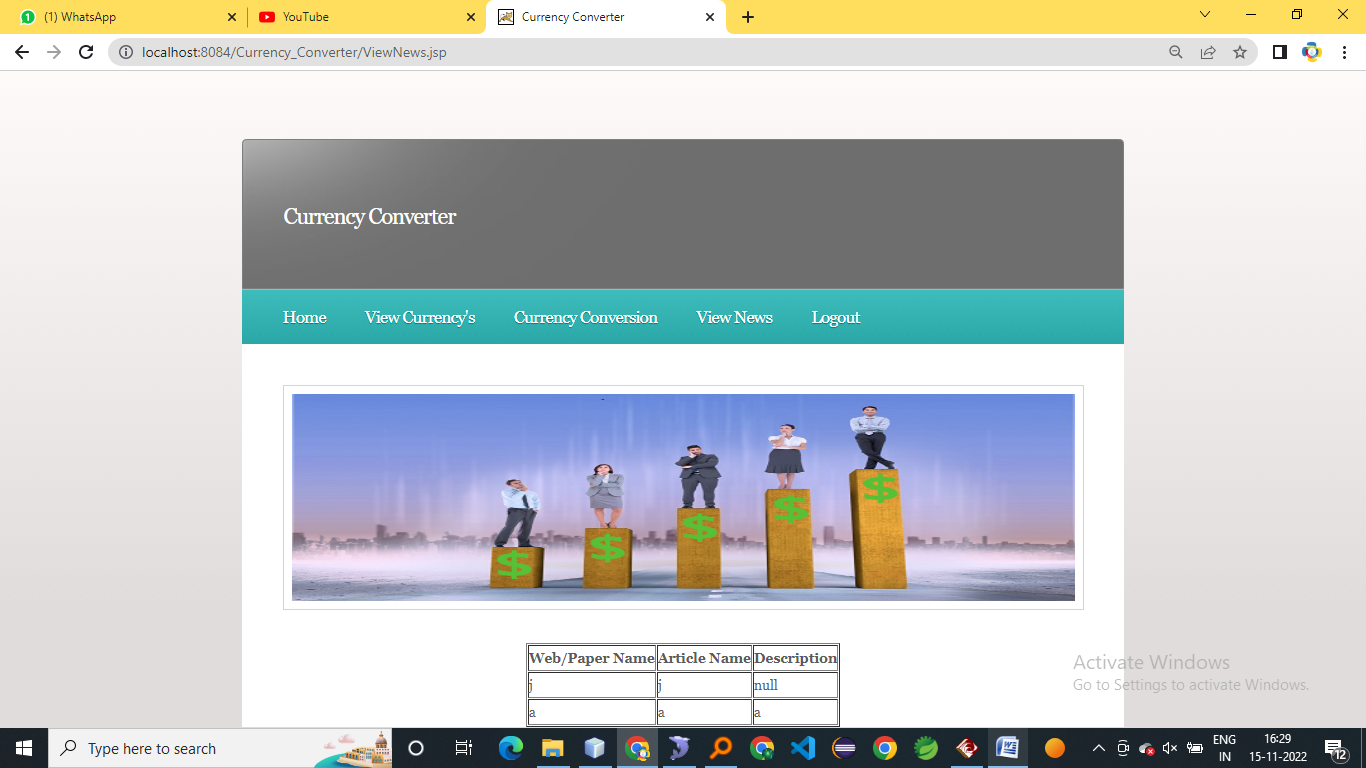 (1) WhatsApp
YouTube
Currency Converter
localhost:8084/Currency_Converter/ViewNews.jsp
Currency Converter
Home View Currency's Currency Conversion View News Logout
$ $ $ $ $
Web/Paper Name Article Name Description
j j null
a a a
Activate Windows
Go to Settings to activate Windows.
Type here to search
ENG
IN
16:29
15-11-2022
12